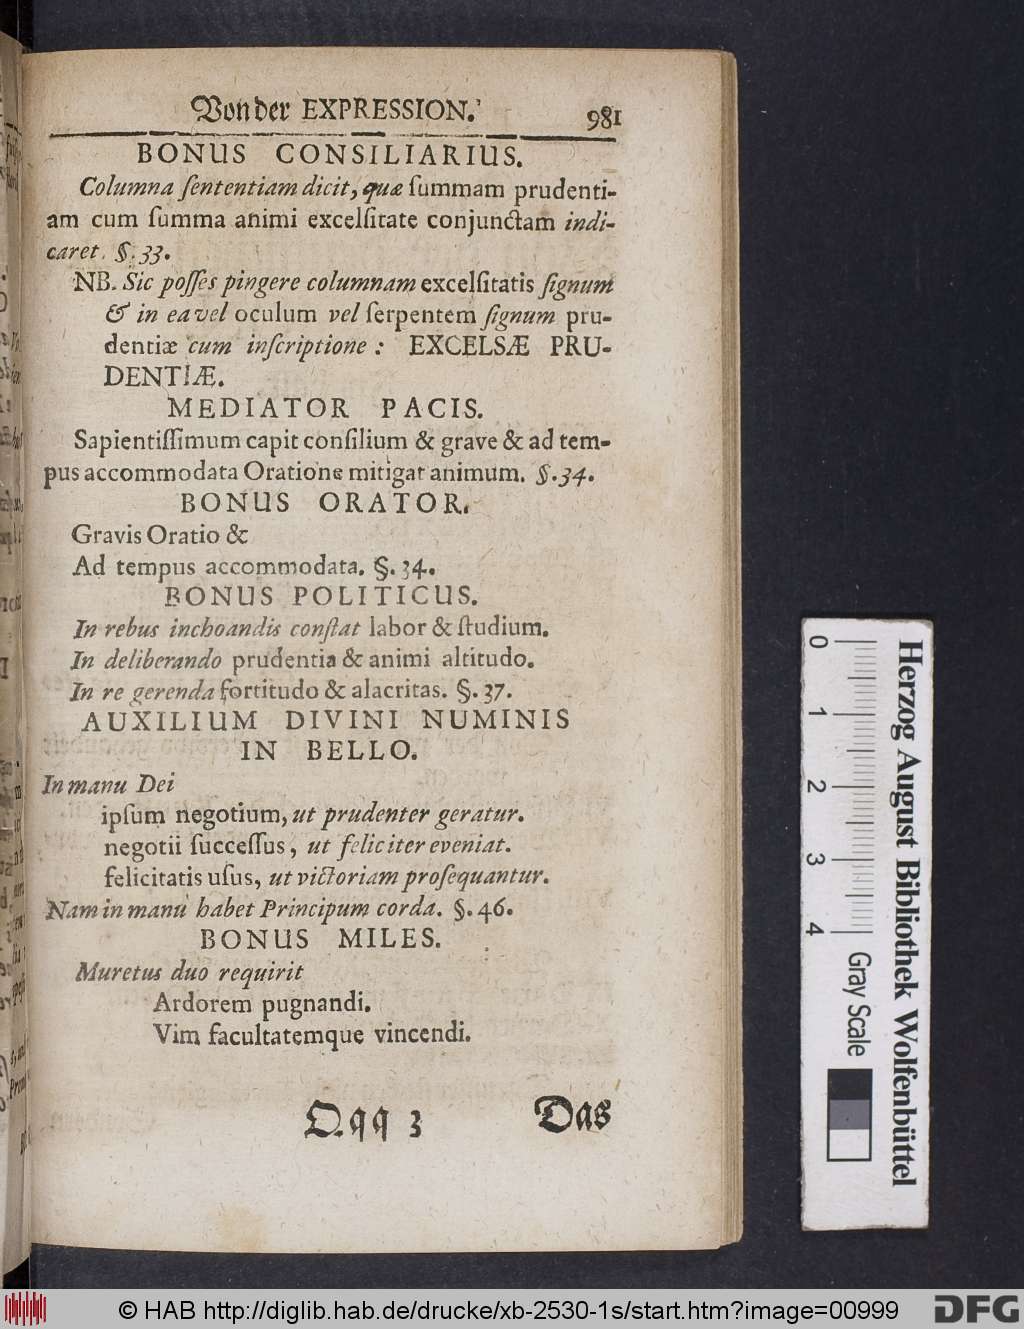 Von der EXPRESSION. 981
BONUS CONSILIARIUS.
Columna ſententiam dicit, quæ ſummam prudenti-
am cum ſumma animi excelſitate conjunctam indi-
caret. §. 33.
NB. Sic poſſes pingere columnam excelſitatis ſignum
& in ea vel oculum vel ſerpentem ſignum pru-
dentiæ cum inſcriptione : EXCELSÆ PRU-
DENTIÆ.
MEDIATOR PACIS.
Sapientiſſimum capit conſilium & grave & ad tem-
pus accommodata Oratione mitigat animum. §. 34.
BONUS ORATOR.
Gravis Oratio &
Ad tempus accommodata. §. 34.
BONUS POLITICUS.
In rebus inchoandis conſtat labor & ſtudium.
In deliberando prudentia & animi altitudo.
In re gerenda fortitudo & alacritas. §. 37.
AUXILIUM DIVINI NUMINIS
IN BELLO.
In manu Dei
ipſum negotium, ut prudenter geratur.
negotii ſucceſſus, ut feliciter eveniat.
felicitatis uſus, ut victoriam proſequantur.
Nam in manu habet Principum corda. §. 46.
BONUS MILES.
Muretus duo requirit
Ardorem pugnandi.
Vim facultatemque vincendi.
Qqq 3 Das
0 1 2 3 4 Gray Scale
Herzog August Bibliothek Wolfenbüttel
© HAB http://diglib.hab.de/drucke/xb-2530-1s/start.htm?image=00999 DFG